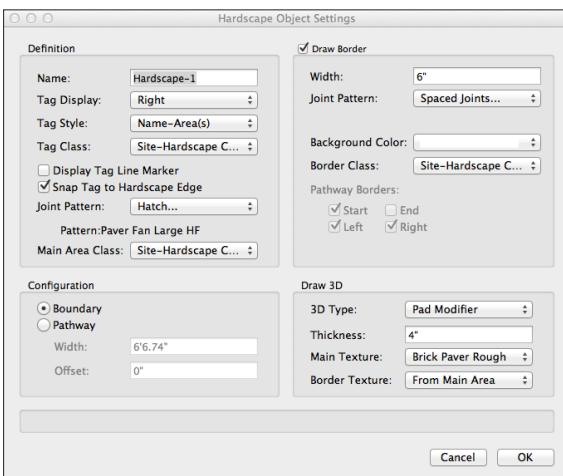 Hardscape Object Settings
Definition
Name: Hardscape-1
Tag Display: Right
Tag Style: Name-Area(s)
Tag Class: Site-Hardscape C...
Display Tag Line Marker
Snap Tag to Hardscape Edge
Joint Pattern: Hatch...
Pattern:Paver Fan Large HF
Main Area Class: Site-Hardscape C...
Draw Border
Width: 6"
Joint Pattern: Spaced Joints...
Background Color:
Border Class: Site-Hardscape C...
Pathway Borders:
Start End
Left Right
Configuration
Boundary
Pathway
Width: 6'6.74"
Offset: 0"
Draw 3D
3D Type: Pad Modifier
Thickness: 4"
Main Texture: Brick Paver Rough
Border Texture: From Main Area
Cancel OK